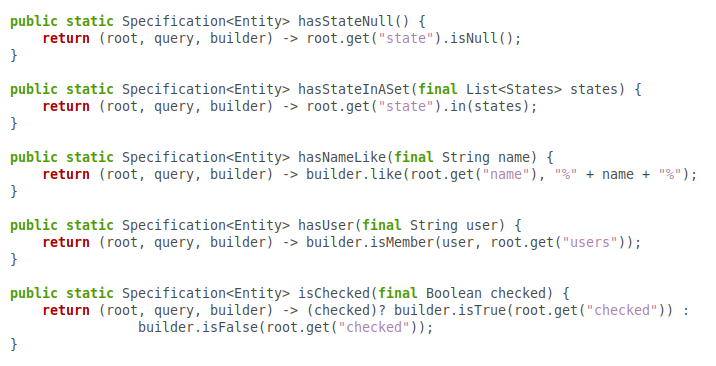 public static Specification<Entity> hasStateNull() {
    return (root, query, builder) -> root.get("state").isNull();
}

public static Specification<Entity> hasStateInASet(final List<States> states) {
    return (root, query, builder) -> root.get("state").in(states);
}

public static Specification<Entity> hasNameLike(final String name) {
    return (root, query, builder) -> builder.like(root.get("name"), "%" + name + "%");
}

public static Specification<Entity> hasUser(final String user) {
    return (root, query, builder) -> builder.isMember(user, root.get("users"));
}

public static Specification<Entity> isChecked(final Boolean checked) {
    return (root, query, builder) -> (checked)? builder.isTrue(root.get("checked")) :
                builder.isFalse(root.get("checked"));
}